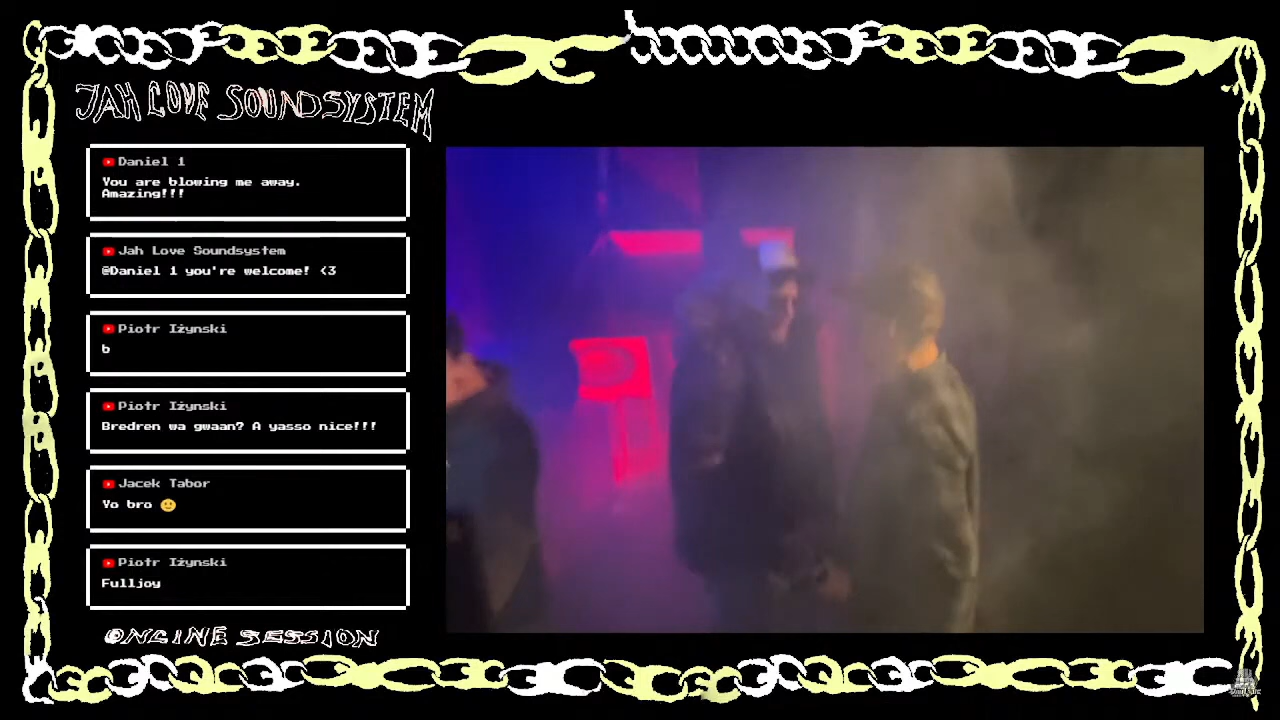 JAH LOVE SOUNDSYSTEM
Daniel 1
You are blowing me away.
Amazing!!!
Jah Love Soundsystem
@Daniel 1 you're welcome! <3
Piotr Iżynski
b
Piotr Iżynski
Bredren wa gwaan? A yasso nice!!!
Jacek Tabor
Yo bro 🙂
Piotr Iżynski
Fulljoy
ONLINE SESSION